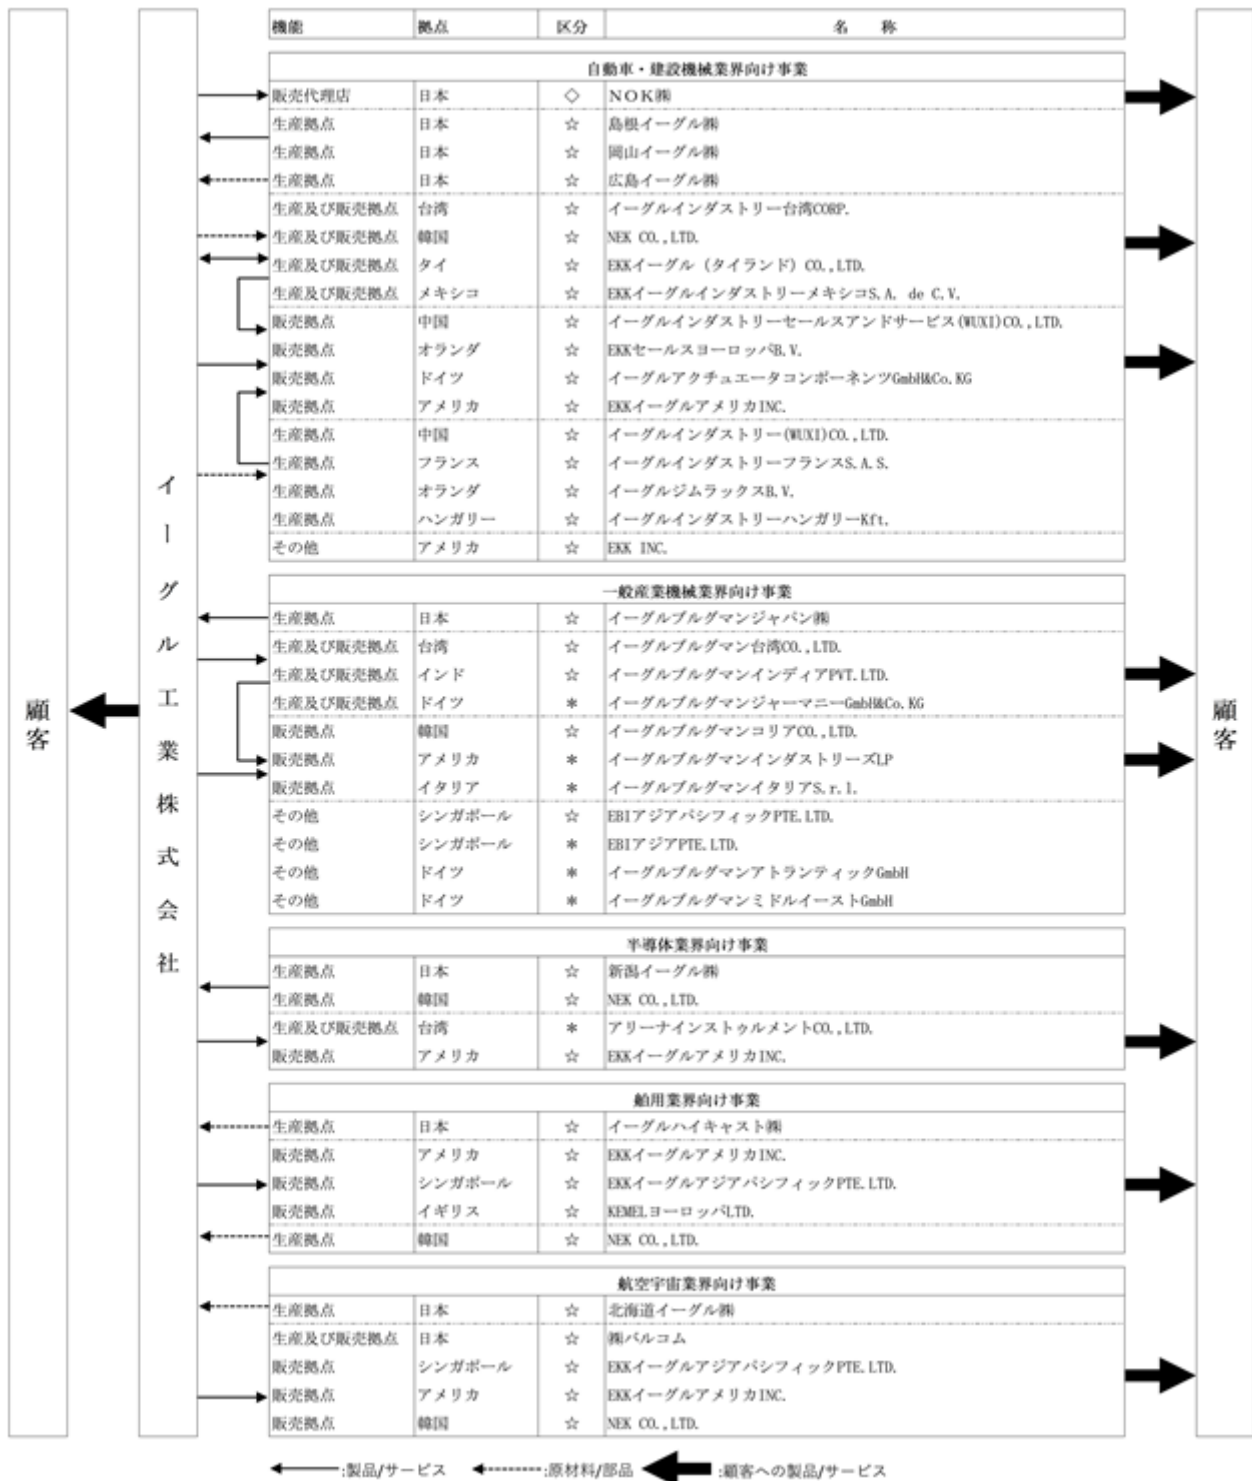 機能 拠点 区分 名 称
自動車・建設機械業界向け事業
販売代理店 日本 ◇ NOK㈱
生産拠点 日本 ☆ 島根イーグル㈱
生産拠点 日本 ☆ 岡山イーグル㈱
生産拠点 日本 ☆ 広島イーグル㈱
生産及び販売拠点 台湾 ☆ イーグルインダストリー台湾CORP.
生産及び販売拠点 韓国 ☆ NEK CO.,LTD.
生産及び販売拠点 タイ ☆ EKKイーグル（タイランド）CO.,LTD.
生産及び販売拠点 メキシコ ☆ EKKイーグルインダストリーメキシコS.A. de C.V.
販売拠点 中国 ☆ イーグルインダストリーセールスアンドサービス(WUXI)CO.,LTD.
販売拠点 オランダ ☆ EKKセールスヨーロッパB.V.
販売拠点 ドイツ ☆ イーグルアクチュエータコンポーネンツGmbH&Co.KG
販売拠点 アメリカ ☆ EKKイーグルアメリカINC.
生産拠点 中国 ☆ イーグルインダストリー(WUXI)CO.,LTD.
生産拠点 フランス ☆ イーグルインダストリーフランスS.A.S.
生産拠点 オランダ ☆ イーグルジムラックスB.V.
生産拠点 ハンガリー ☆ イーグルインダストリーハンガリーKft.
その他 アメリカ ☆ EKK INC.
一般産業機械業界向け事業
生産拠点 日本 ☆ イーグルブルグマンジャパン㈱
生産及び販売拠点 台湾 ☆ イーグルブルグマン台湾CO.,LTD.
生産及び販売拠点 インド ☆ イーグルブルグマンインディアPVT.LTD.
生産及び販売拠点 ドイツ * イーグルブルグマンジャーマニーGmbH&Co.KG
販売拠点 韓国 ☆ イーグルブルグマンコリアCO.,LTD.
販売拠点 アメリカ * イーグルブルグマンインダストリーズLP
販売拠点 イタリア * イーグルブルグマンイタリアS.r.l.
その他 シンガポール ☆ EBIアジアパシフィックPTE.LTD.
その他 シンガポール * EBIアジアPTE.LTD.
その他 ドイツ * イーグルブルグマンアトランティックGmbH
その他 ドイツ * イーグルブルグマンミドルイーストGmbH
半導体業界向け事業
生産拠点 日本 ☆ 新潟イーグル㈱
生産拠点 韓国 ☆ NEK CO.,LTD.
生産及び販売拠点 台湾 * アリーナインストゥルメントCO.,LTD.
販売拠点 アメリカ ☆ EKKイーグルアメリカINC.
舶用業界向け事業
生産拠点 日本 ☆ イーグルハイキャスト㈱
販売拠点 アメリカ ☆ EKKイーグルアメリカINC.
販売拠点 シンガポール ☆ EKKイーグルアジアパシフィックPTE.LTD.
販売拠点 イギリス ☆ KEMELヨーロッパLTD.
生産拠点 韓国 ☆ NEK CO.,LTD.
航空宇宙業界向け事業
生産拠点 日本 ☆ 北海道イーグル㈱
生産及び販売拠点 日本 ☆ ㈱バルコム
販売拠点 シンガポール ☆ EKKイーグルアジアパシフィックPTE.LTD.
販売拠点 アメリカ ☆ EKKイーグルアメリカINC.
販売拠点 韓国 ☆ NEK CO.,LTD.
顧客
イーグル工業株式会社
顧客
:製品/サービス :原材料/部品 :顧客への製品/サービス